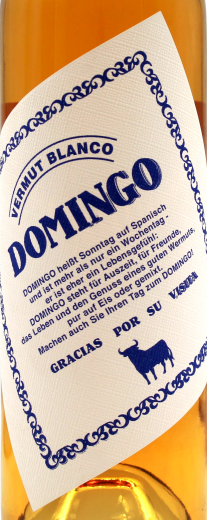 VERMUT BLANCO
DOMINGO
DOMINGO heißt Sonntag auf Spanisch
und ist mehr als nur ein Wochentag -
er ist eher ein Lebensgefühl:
DOMINGO steht für Auszeit, für Freunde,
das Leben und den Genuss eines guten Wermuts,
pur auf Eis oder gemixt.
Machen auch Sie Ihren Tag zum DOMINGO!
GRACIAS POR SU VISITA